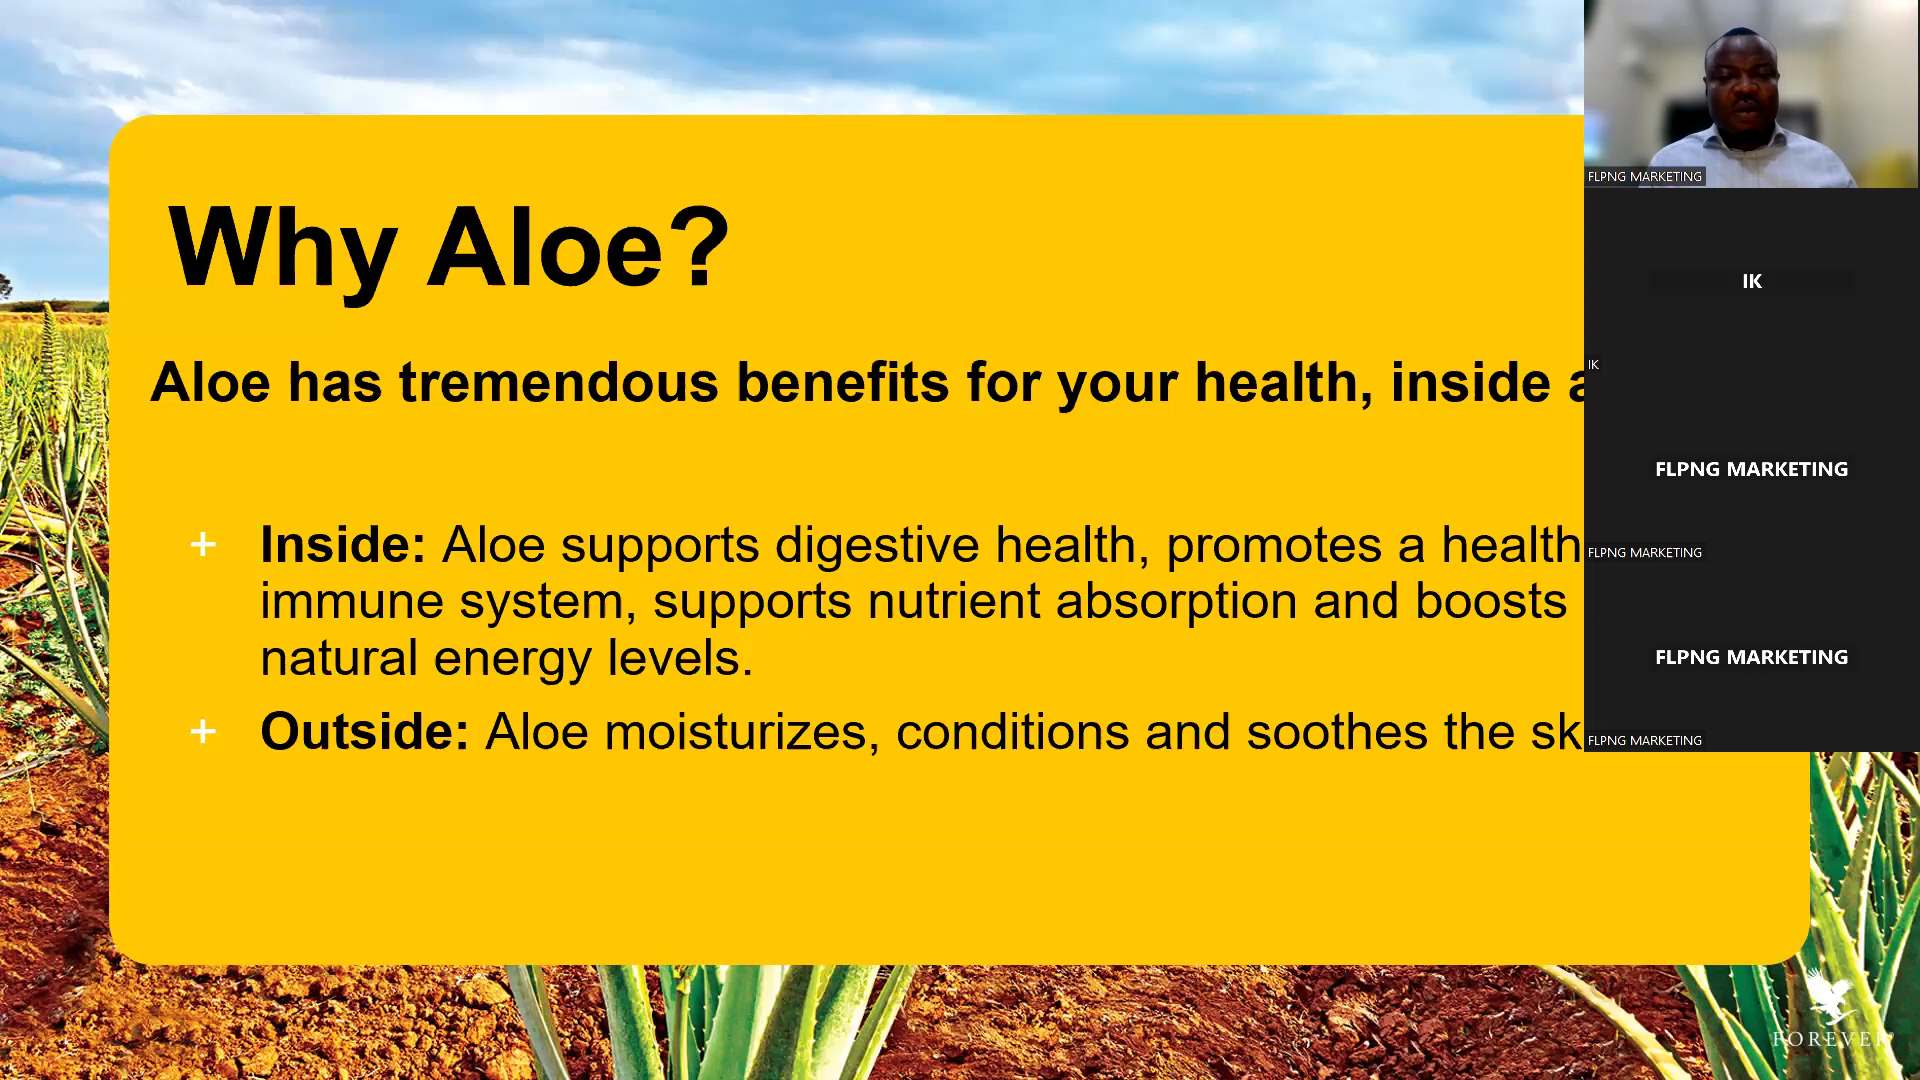 Why Aloe?
Aloe has tremendous benefits for your health, inside
+ Inside: Aloe supports digestive health, promotes a health
immune system, supports nutrient absorption and boosts
natural energy levels.
+ Outside: Aloe moisturizes, conditions and soothes the
FLPNG MARKETING
IK
IK
FLPNG MARKETING
FLPNG MARKETING
FLPNG MARKETING
FLPNG MARKETING
FOREVER